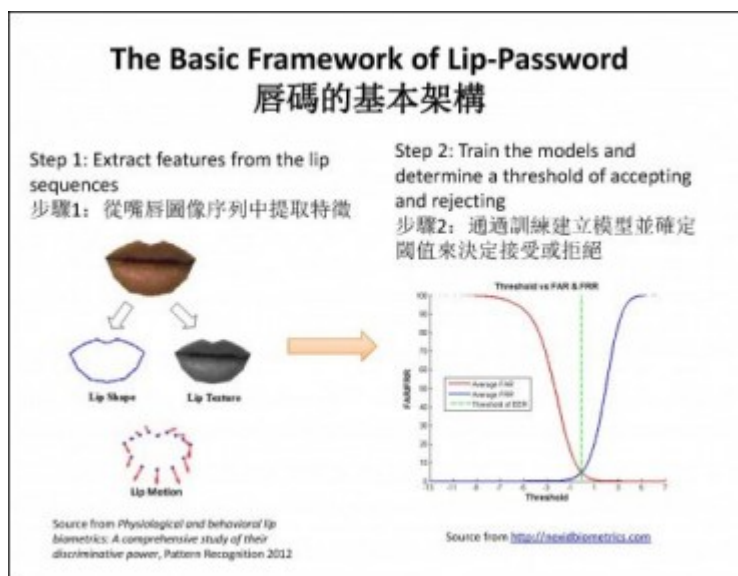 The Basic Framework of Lip-Password
唇碼的基本架構
Step 1: Extract features from the lip
sequences
步驟1：從嘴唇圖像序列中提取特徵
Lip Shape
Lip Texture
Lip Motion
Source from Physiological and behavioral lip
biometrics: A comprehensive study of their
discriminative power, Pattern Recognition 2012
Step 2: Train the models and
determine a threshold of accepting
and rejecting
步驟2：通過訓練建立模型並確定
閾值來決定接受或拒絕
Threshold vs FAR & FRR
FAR/FRR
Average FAR
Average FRR
Threshold of EER
Threshold
Source from http://nexidbiometrics.com